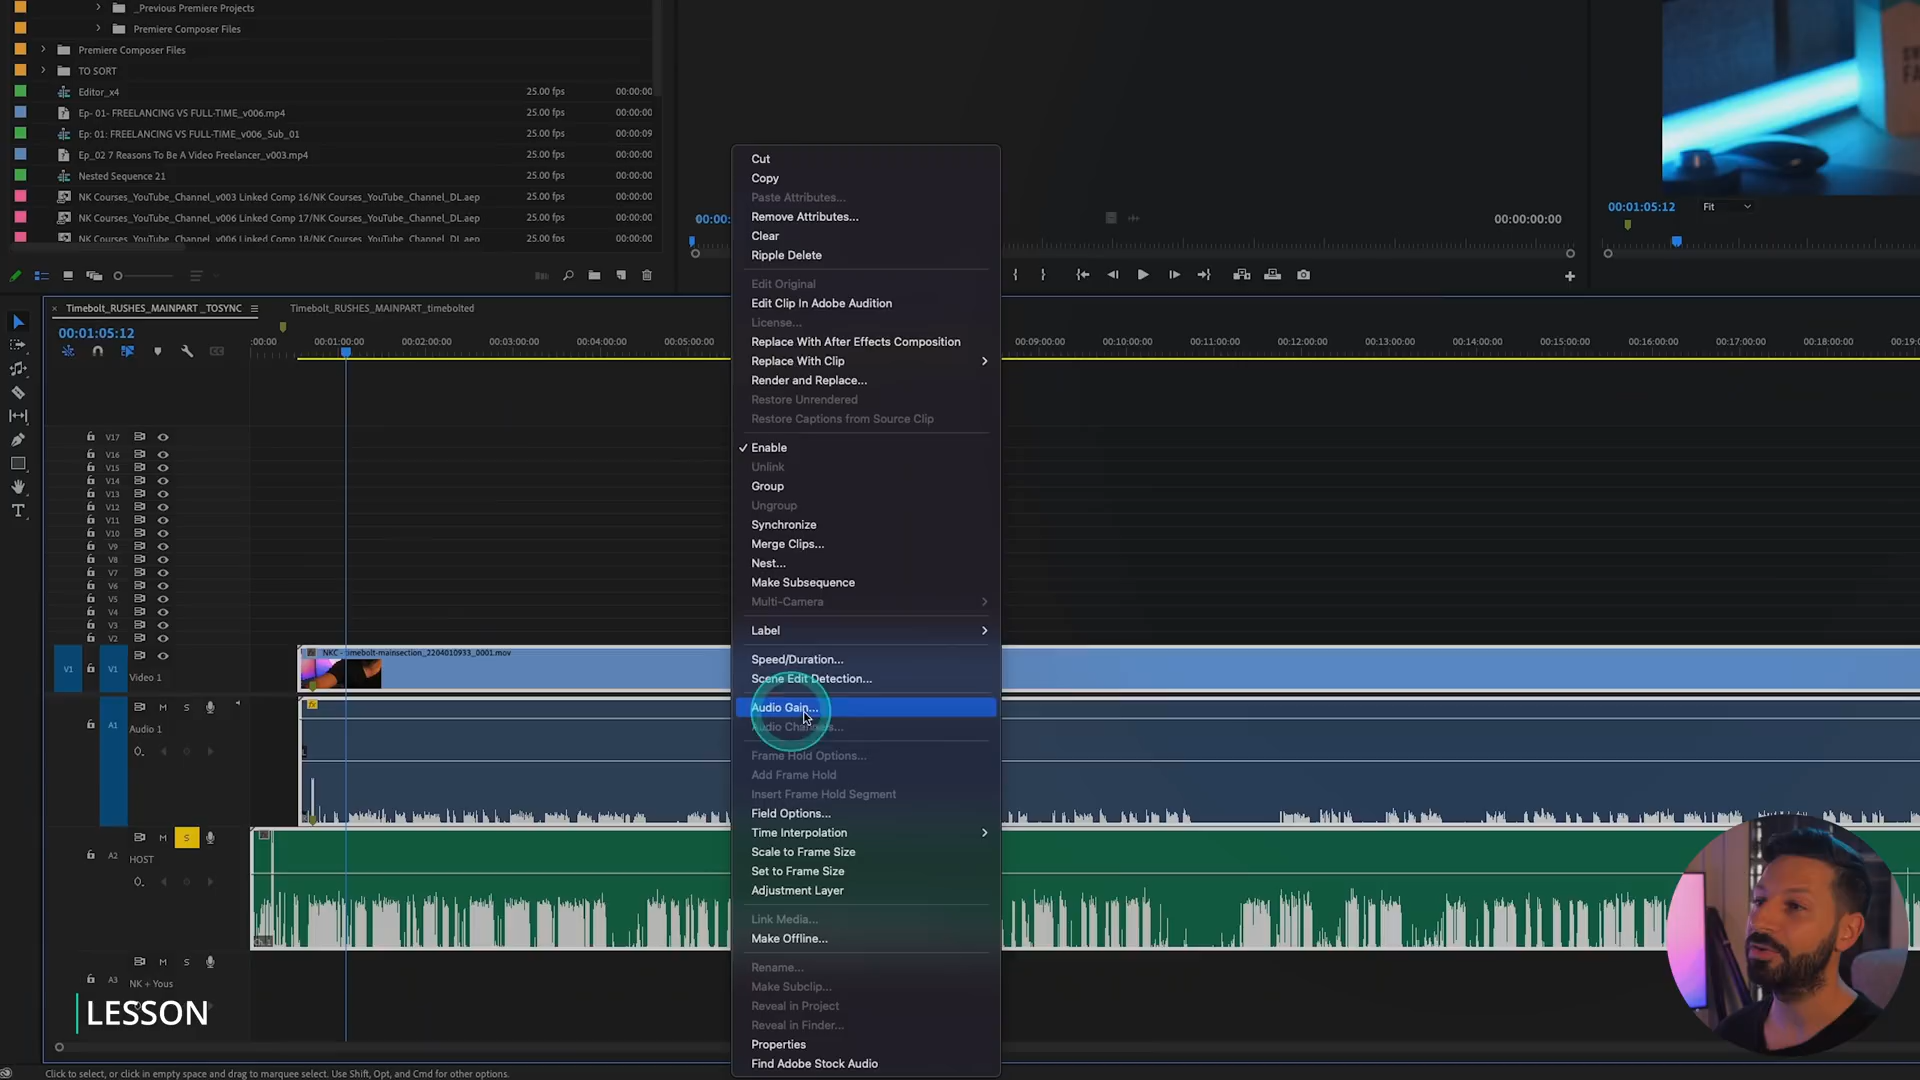 _Previous Premiere Projects
Premiere Composer Files
Premiere Composer Files
TO SORT
Editor_x4 25.00 fps 00:00:00
Ep- 01- FREELANCING VS FULL-TIME_v006.mp4 25.00 fps 00:00:00
Ep: 01: FREELANCING VS FULL-TIME_v006_Sub_01 25.00 fps 00:00:09
Ep_02 7 Reasons To Be A Video Freelancer_v003.mp4 25.00 fps 00:00:00
Nested Sequence 21 25.00 fps 00:00:00
NK Courses_YouTube_Channel_v003 Linked Comp 16/NK Courses_YouTube_Channel_DL.aep 25.00 fps 00:00:00
NK Courses_YouTube_Channel_v006 Linked Comp 17/NK Courses_YouTube_Channel_DL.aep 25.00 fps 00:00:00
NK Courses_YouTube_Channel_v006 Linked Comp 18/NK Courses_YouTube_Channel_DL.aep 25.00 fps 00:00:00
00:00: 00:00:00:00
00:01:05:12 Fit
Timebolt_RUSHES_MAINPART _TOSYNC
Timebolt_RUSHES_MAINPART_timebolted
00:01:05:12
:00:00 00:01:00:00 00:02:00:00 00:03:00:00 00:04:00:00 00:05:00:00 00:09:00:00 00:10:00:00 00:11:00:00 00:12:00:00 00:13:00:00 00:14:00:00 00:15:00:00 00:16:00:00 00:17:00:00 00:18:00:00 00:19:0
V17
V16
V15
V14
V13
V12
V11
V10
V9
V8
V7
V6
V5
V4
V3
V2
V1 V1 Video 1
NKC - timebolt-mainsection_2204010933_0001.mov
A1 M S
Audio 1
A2 M S
HOST
A3 M S
NK + Yous
LESSON
Cut
Copy
Paste Attributes...
Remove Attributes...
Clear
Ripple Delete
Edit Original
Edit Clip In Adobe Audition
License...
Replace With After Effects Composition
Replace With Clip
Render and Replace...
Restore Unrendered
Restore Captions from Source Clip
Enable
Unlink
Group
Ungroup
Synchronize
Merge Clips...
Nest...
Make Subsequence
Multi-Camera
Label
Speed/Duration...
Scene Edit Detection...
Audio Gain...
Audio Channels...
Frame Hold Options...
Add Frame Hold
Insert Frame Hold Segment
Field Options...
Time Interpolation
Scale to Frame Size
Set to Frame Size
Adjustment Layer
Link Media...
Make Offline...
Rename...
Make Subclip...
Reveal in Project
Reveal in Finder...
Properties
Find Adobe Stock Audio
Click to select, or click in empty space and drag to marquee select. Use Shift, Opt, and Cmd for other options.